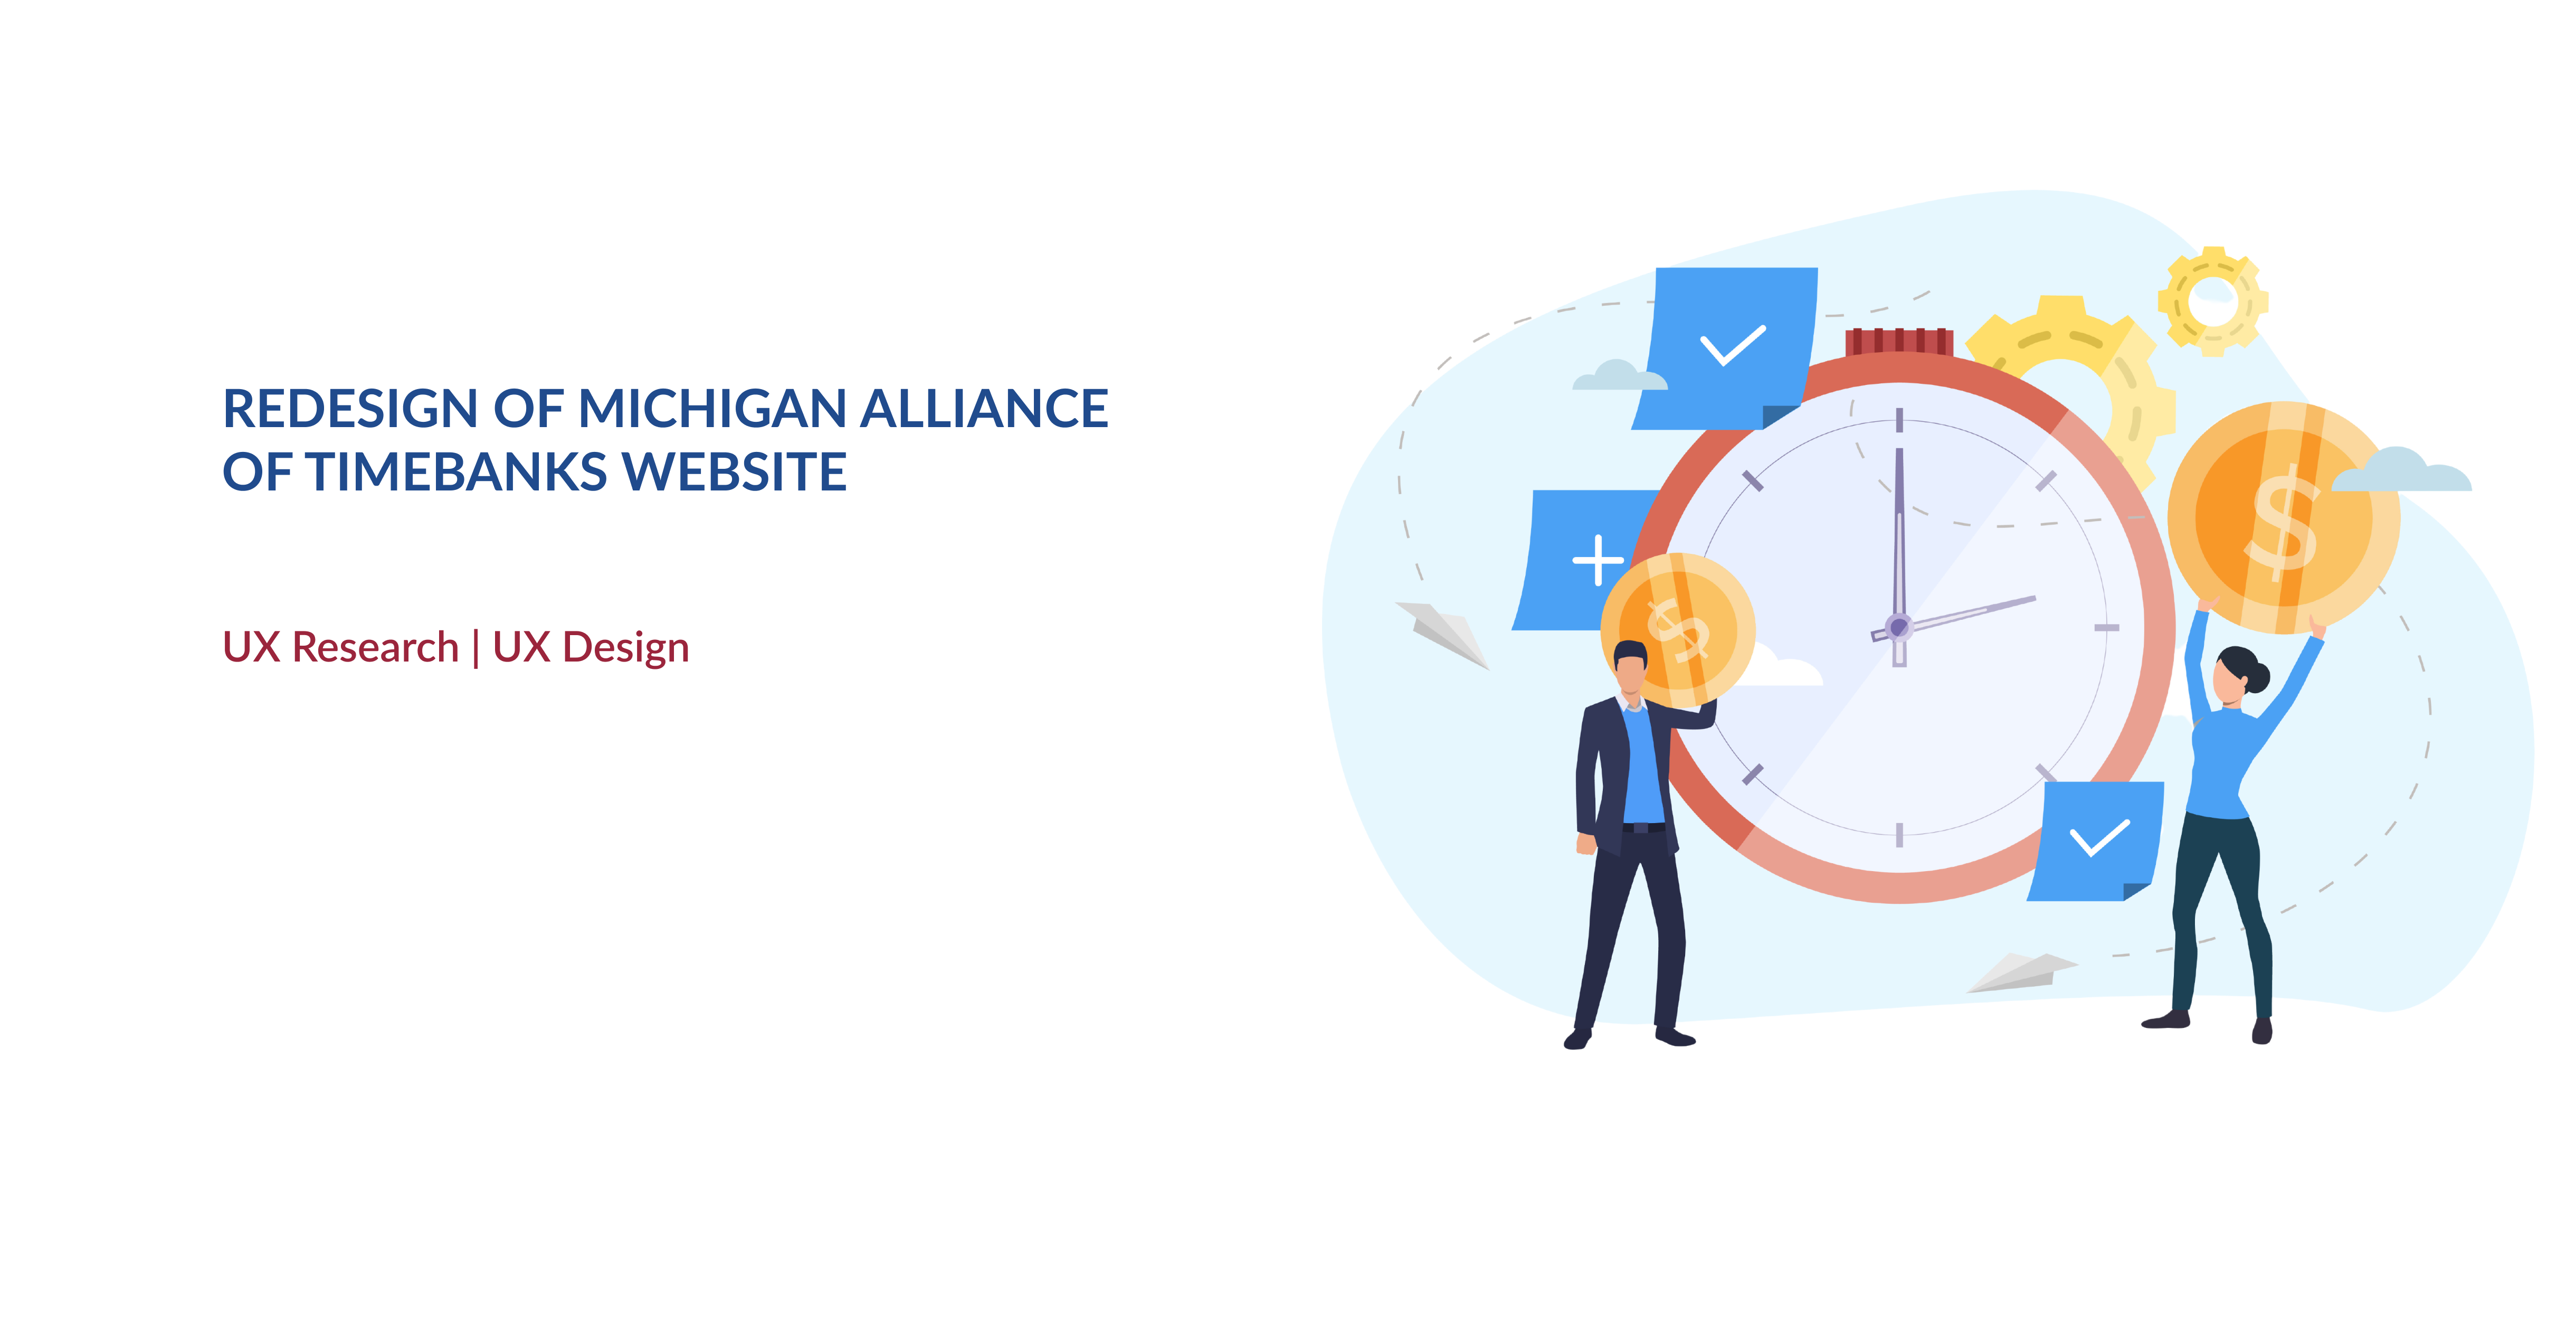 REDESIGN OF MICHIGAN ALLIANCE
OF TIMEBANKS WEBSITE
UX Research | UX Design
$
$